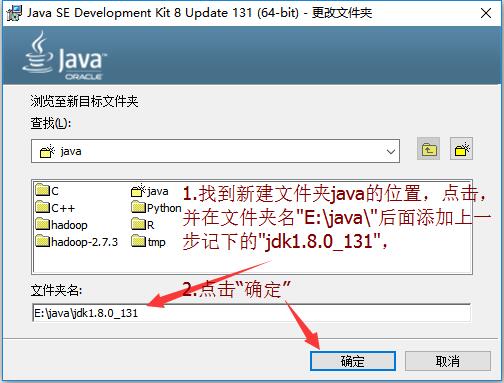 Java SE Development Kit 8 Update 131 (64-bit) - 更改文件夹
Java
ORACLE
浏览至新目标文件夹
查找(L):
java
C
C++
hadoop
hadoop-2.7.3
java
Python
R
tmp
1.找到新建文件夹java的位置，点击，
并在文件夹名"E:\java\"后面添加上一
步记下的"jdk1.8.0_131"，
文件夹名:
2.点击“确定”
E:\java\jdk1.8.0_131
确定
取消